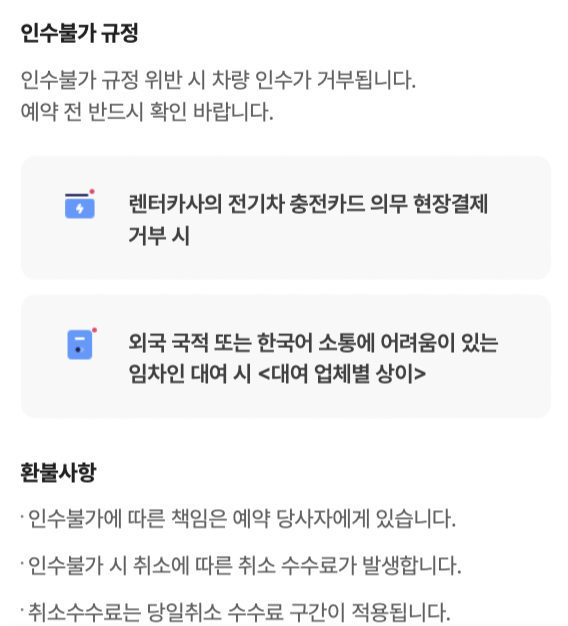 인수불가 규정
인수불가 규정 위반 시 차량 인수가 거부됩니다.
예약 전 반드시 확인 바랍니다.
렌터카사의 전기차 충전카드 의무 현장결제
거부 시
외국 국적 또는 한국어 소통에 어려움이 있는
임차인 대여 시 <대여 업체별 상이>
환불사항
· 인수불가에 따른 책임은 예약 당사자에게 있습니다.
· 인수불가 시 취소에 따른 취소 수수료가 발생합니다.
· 취소수수료는 당일취소 수수료 구간이 적용됩니다.